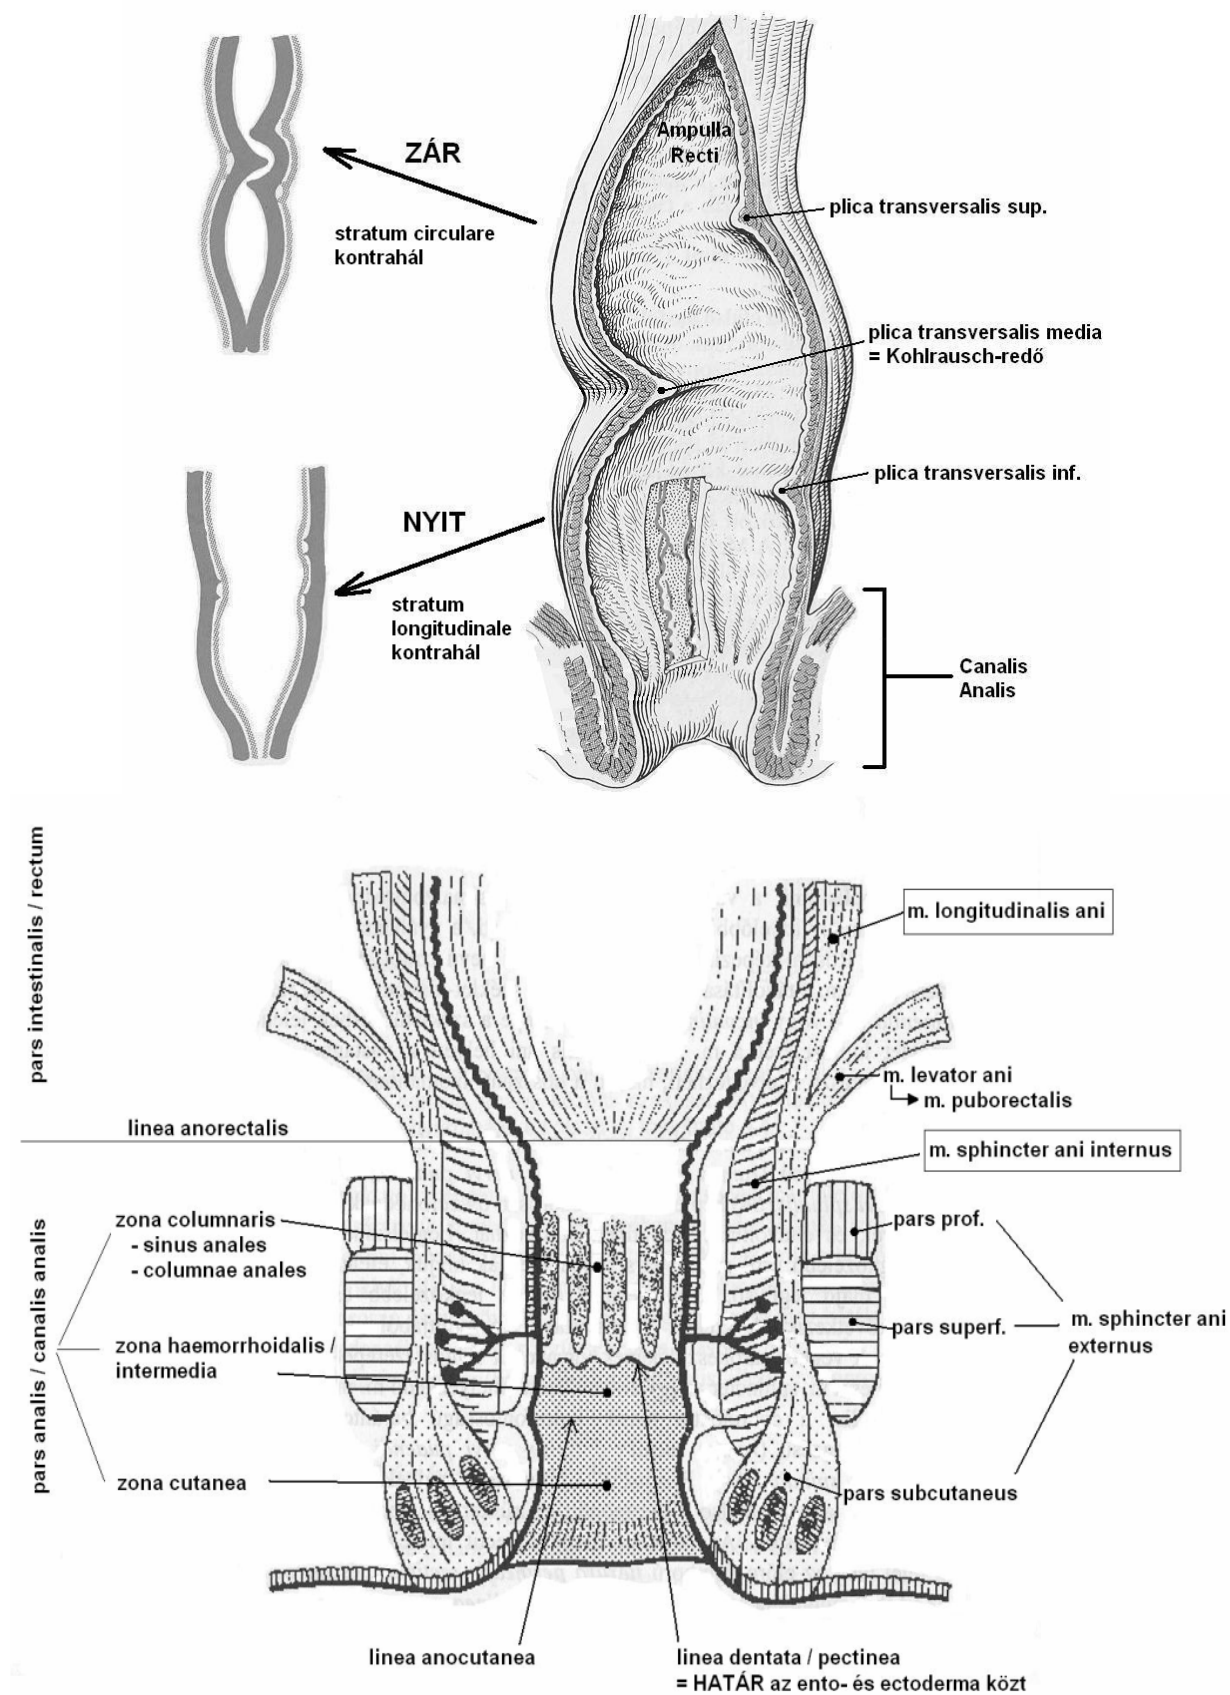 Ampulla
Recti
ZÁR
stratum circulare
kontrahál
plica transversalis sup.
plica transversalis media
= Kohlrausch-redő
plica transversalis inf.
NYIT
stratum
longitudinale
kontrahál
Canalis
Analis
pars intestinalis / rectum
m. longitudinalis ani
m. levator ani
m. puborectalis
linea anorectalis
m. sphincter ani internus
pars analis / canalis analis
zona columnaris
- sinus anales
- columnae anales
pars prof.
pars superf.
m. sphincter ani
externus
zona haemorrhoidalis /
intermedia
zona cutanea
pars subcutaneus
linea anocutanea
linea dentata / pectinea
= HATÁR az ento- és ectoderma közt